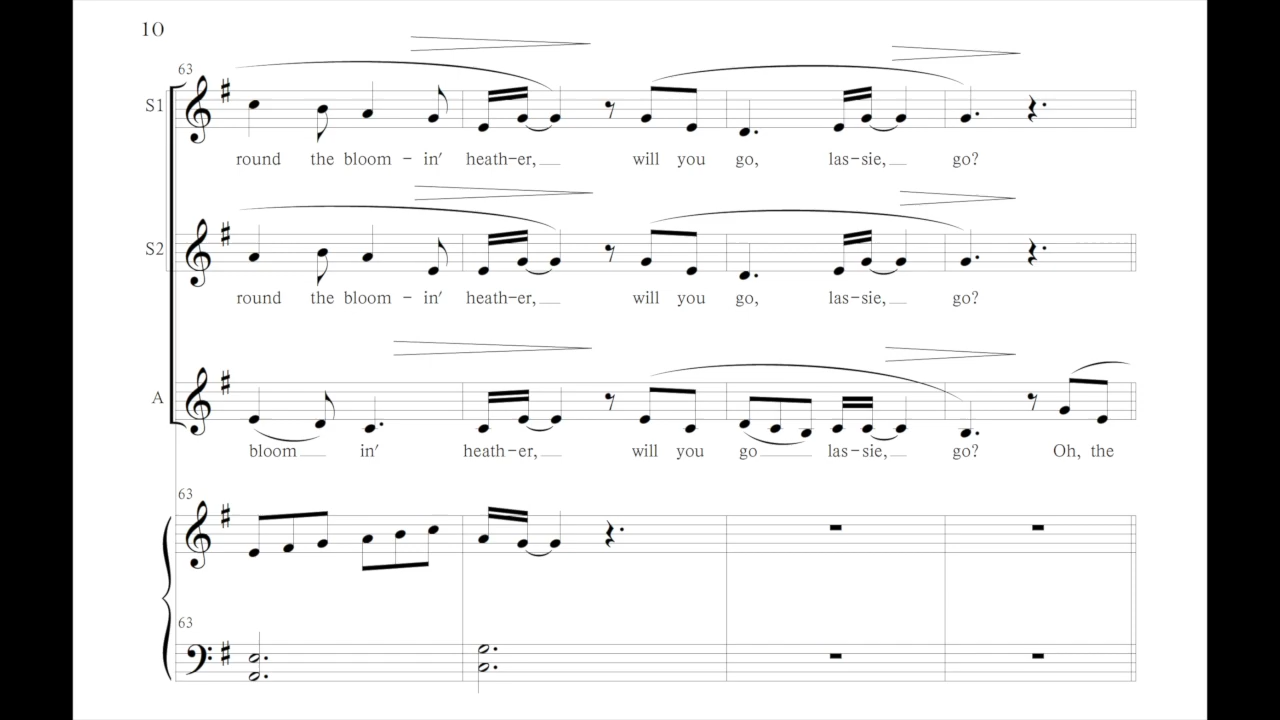 10
63
S1
round the bloom - in' heath-er, will you go, las-sie, go?
S2
round the bloom - in' heath-er, will you go, las-sie, go?
A
bloom in' heath-er, will you go las-sie, go? Oh, the
63
63